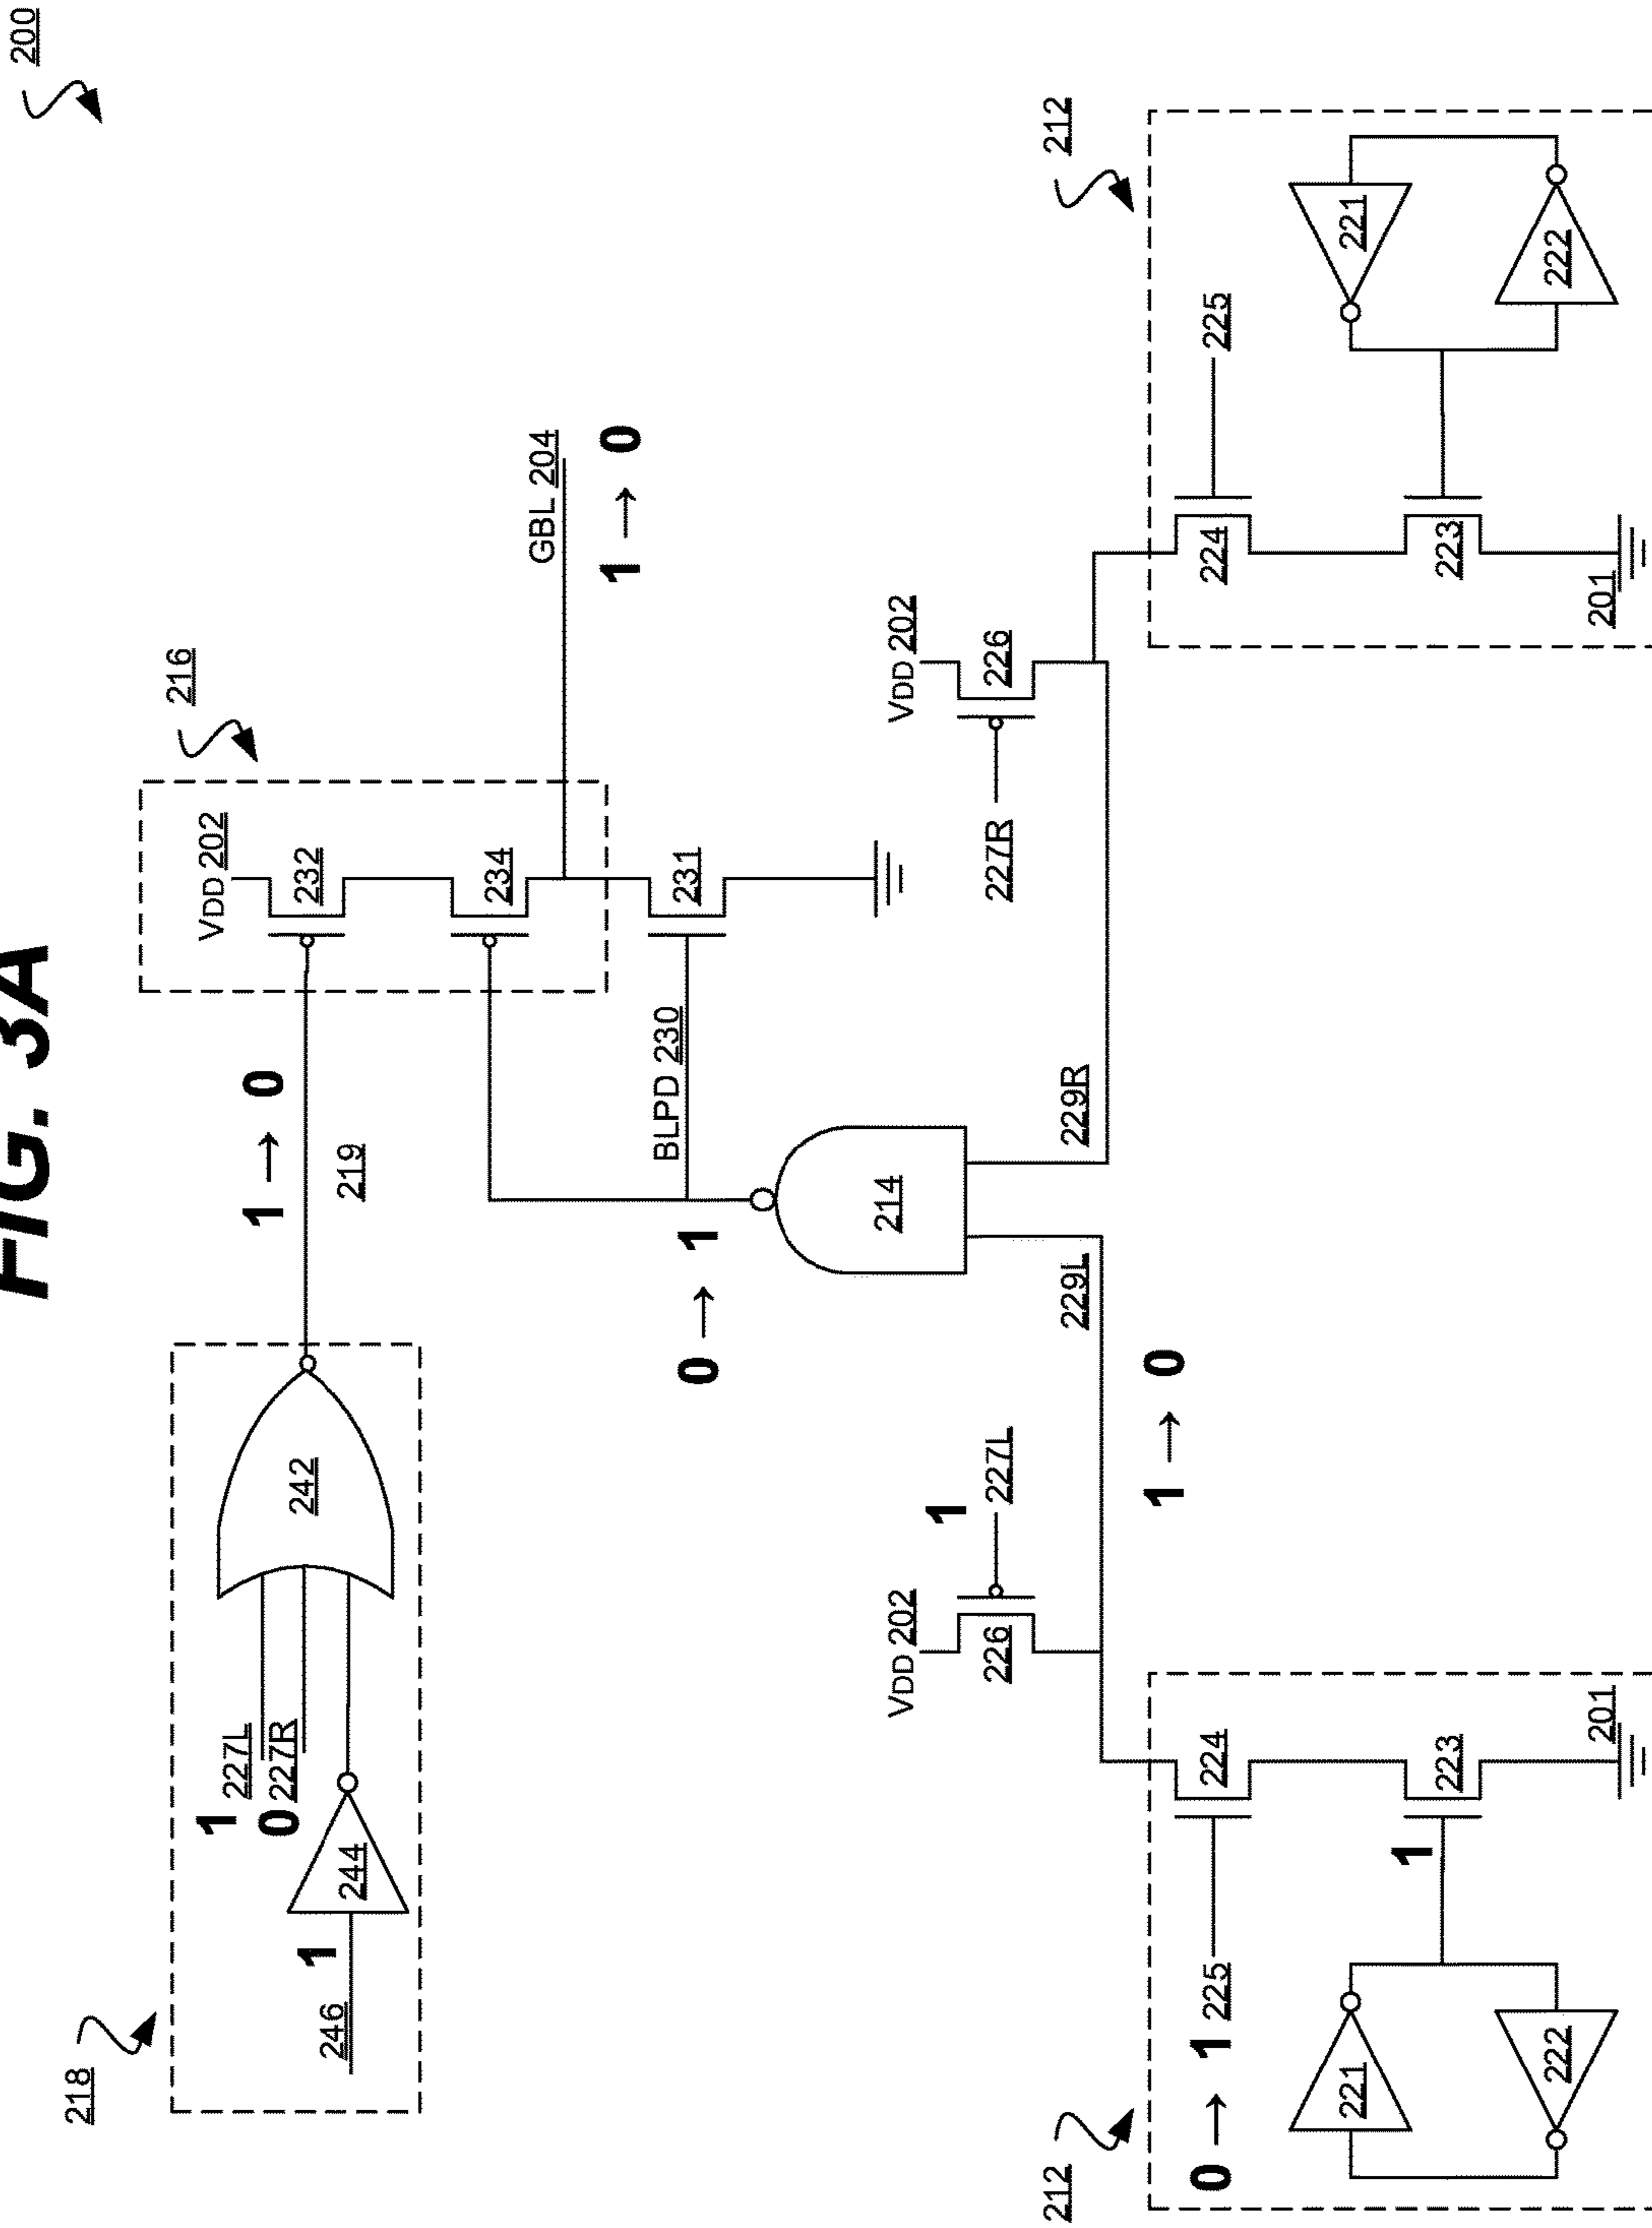 FIG. 3A
200
218
1 227L
0 227R
246
1
244
242
1 → 0
219
216
VDD 202
232
234
231
GBL 204
1 → 0
BLPD 230
0 → 1
214
229L
229R
1 → 0
VDD 202
226
1
227L
VDD 202
226
227R
212
0 → 1 225
224
223
1
221
222
201
212
225
224
223
221
222
201